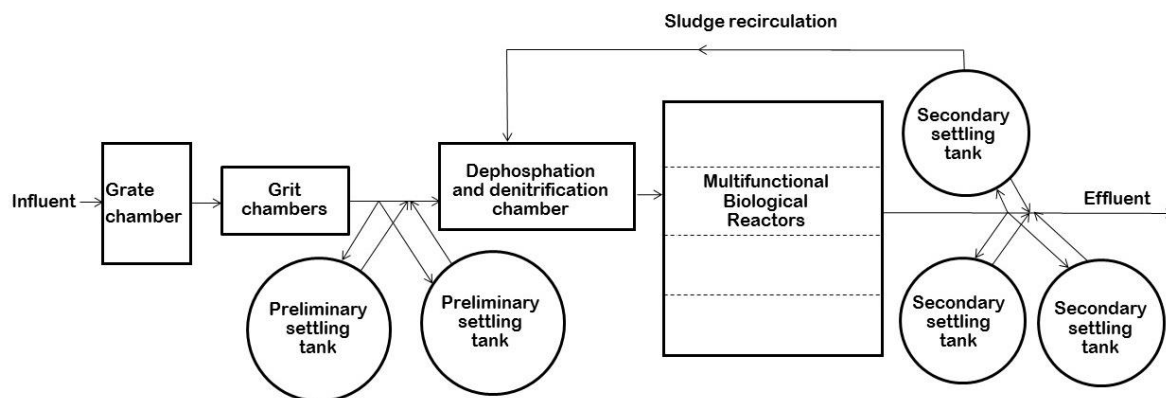 Sludge recirculation
Secondary
settling
tank
Influent
Grate
chamber
Grit
chambers
Dephosphation
and denitrification
chamber
Multifunctional
Biological
Reactors
Effluent
Preliminary
settling
tank
Preliminary
settling
tank
Secondary
settling
tank
Secondary
settling
tank